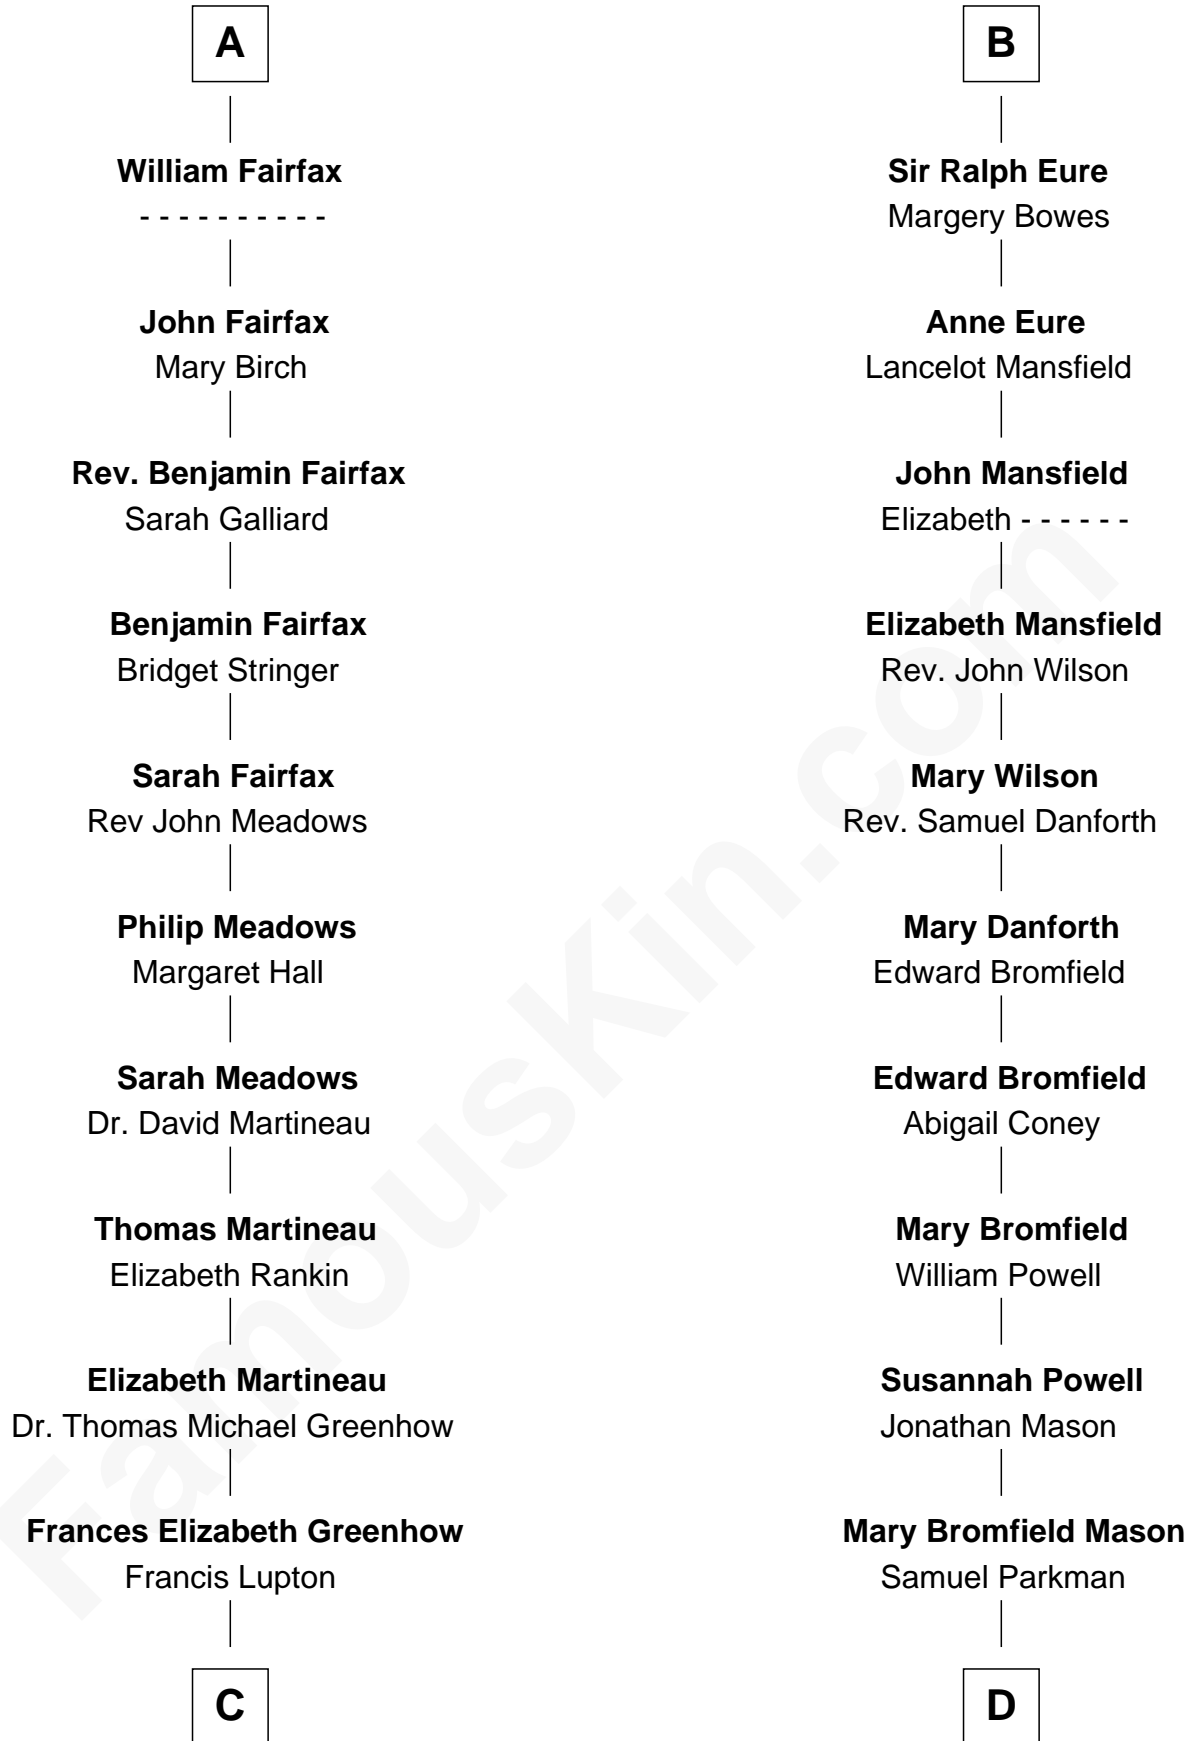 A
William Fairfax
- - - - - - - - - -
John Fairfax
Mary Birch
Rev. Benjamin Fairfax
Sarah Galliard
Benjamin Fairfax
Bridget Stringer
Sarah Fairfax
Rev John Meadows
Philip Meadows
Margaret Hall
Sarah Meadows
Dr. David Martineau
Thomas Martineau
Elizabeth Rankin
Elizabeth Martineau
Dr. Thomas Michael Greenhow
Frances Elizabeth Greenhow
Francis Lupton
C
B
Sir Ralph Eure
Margery Bowes
Anne Eure
Lancelot Mansfield
John Mansfield
Elizabeth - - - - - -
Elizabeth Mansfield
Rev. John Wilson
Mary Wilson
Rev. Samuel Danforth
Mary Danforth
Edward Bromfield
Edward Bromfield
Abigail Coney
Mary Bromfield
William Powell
Susannah Powell
Jonathan Mason
Mary Bromfield Mason
Samuel Parkman
D
FamousKin.com